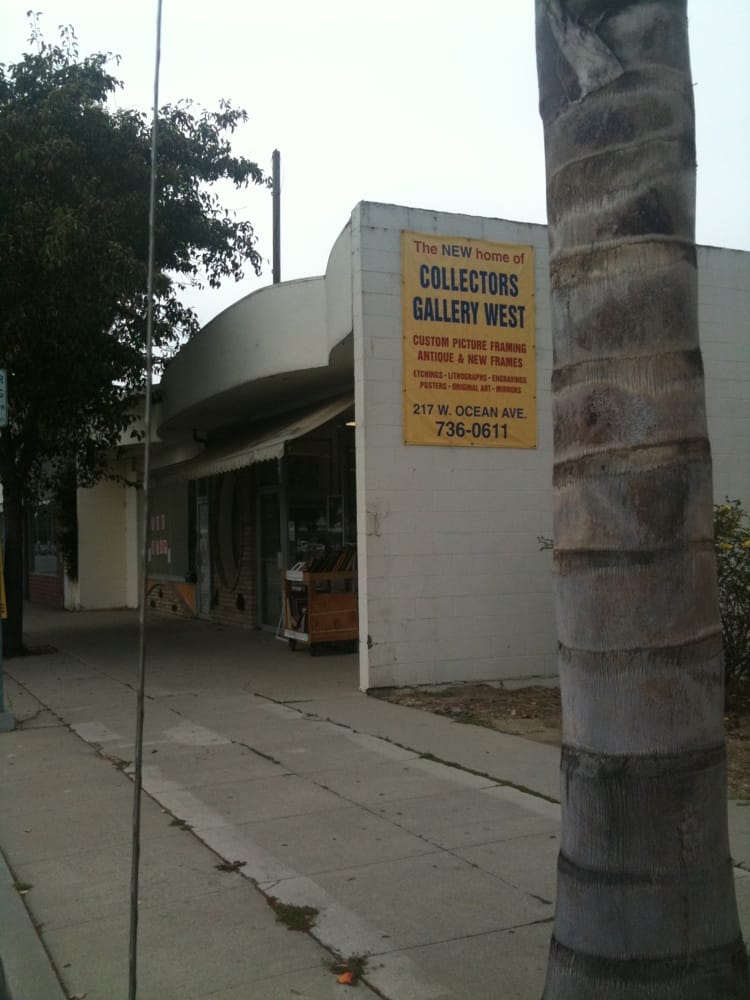 The NEW home of
COLLECTORS
GALLERY WEST
CUSTOM PICTURE FRAMING
ANTIQUE & NEW FRAMES
ETCHINGS • LITHOGRAPHS • ENGRAVINGS
POSTERS • ORIGINAL ART • MIRRORS
217 W. OCEAN AVE.
736-0611